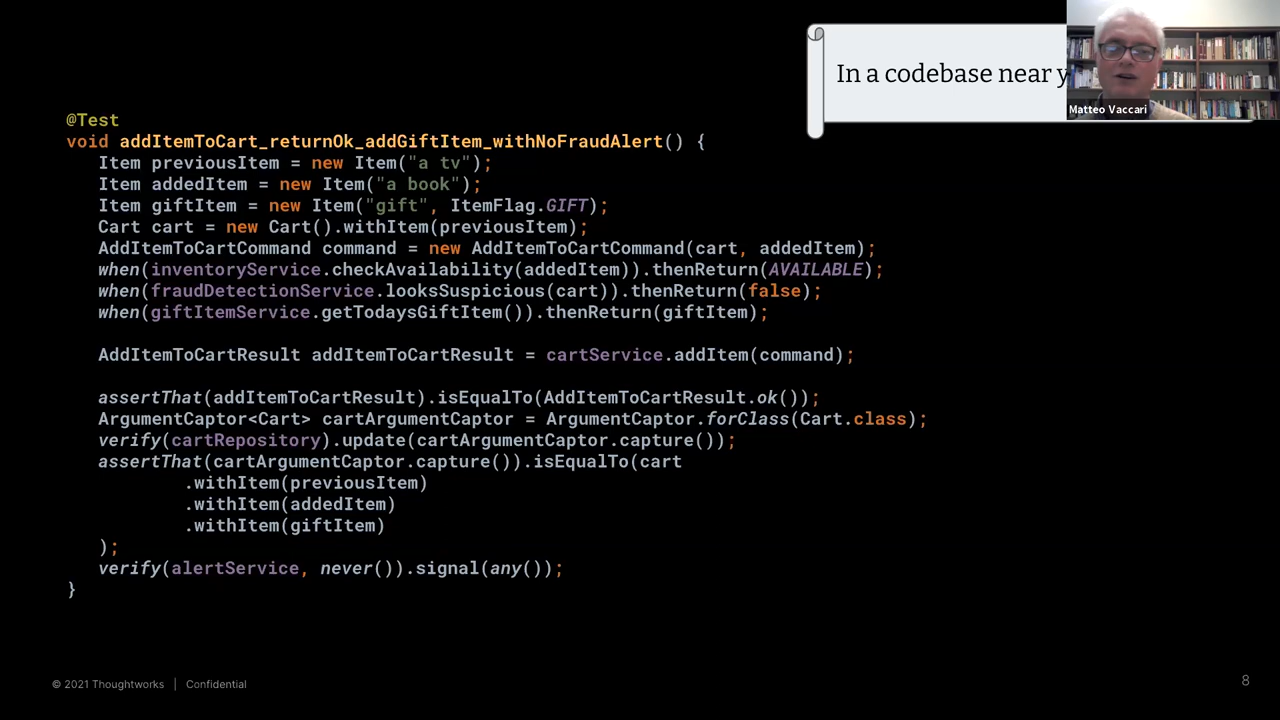 In a codebase near
Matteo Vaccari
@Test
void addItemToCart_returnOk_addGiftItem_withNoFraudAlert() {
Item previousItem = new Item("a tv");
Item addedItem = new Item("a book");
Item giftItem = new Item("gift", ItemFlag.GIFT);
Cart cart = new Cart().withItem(previousItem);
AddItemToCartCommand command = new AddItemToCartCommand(cart, addedItem);
when(inventoryService.checkAvailability(addedItem)).thenReturn(AVAILABLE);
when(fraudDetectionService.looksSuspicious(cart)).thenReturn(false);
when(giftItemService.getTodaysGiftItem()).thenReturn(giftItem);
AddItemToCartResult addItemToCartResult = cartService.addItem(command);
assertThat(addItemToCartResult).isEqualTo(AddItemToCartResult.ok());
ArgumentCaptor<Cart> cartArgumentCaptor = ArgumentCaptor.forClass(Cart.class);
verify(cartRepository).update(cartArgumentCaptor.capture());
assertThat(cartArgumentCaptor.capture()).isEqualTo(cart
.withItem(previousItem)
.withItem(addedItem)
.withItem(giftItem)
);
verify(alertService, never()).signal(any());
}
© 2021 Thoughtworks | Confidential
8